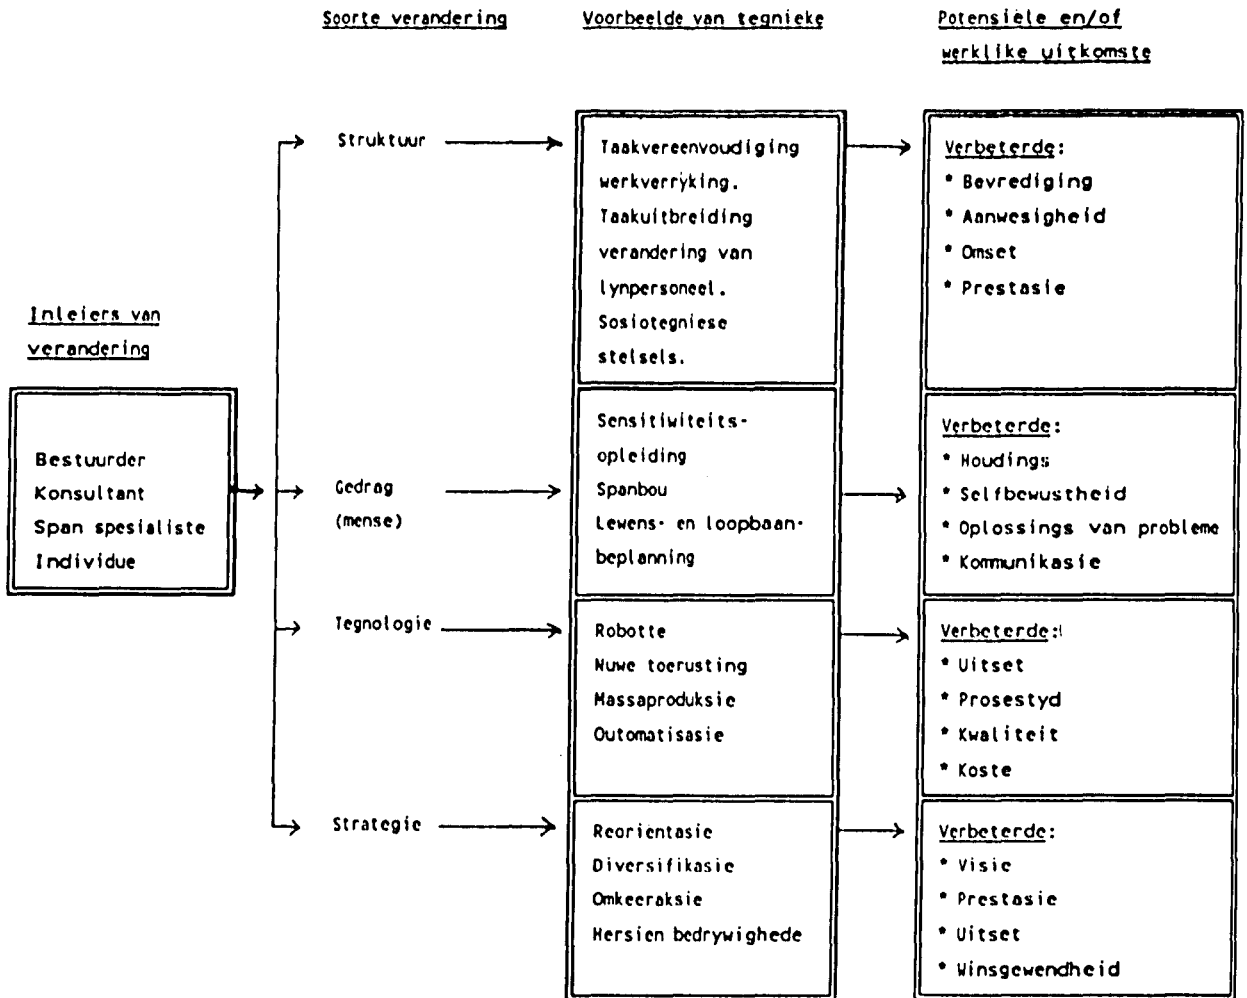 Soorte verandering
Voorbeelde van tegnieke
Potensiële en/of
werklike uitkomste
Inleiers van
verandering
Bestuurder
Konsultant
Span spesialiste
Individue
Struktuur
Taakvereenvoudiging
werkverryking.
Taakuitbreiding
verandering van
lynpersoneel.
Sosiotegniese
stelsels.
Verbeterde:
* Bevrediging
* Aanwesigheid
* Omset
* Prestasie
Gedrag
(mense)
Sensitiwiteits-
opleiding
Spanbou
Lewens- en loopbaan-
beplanning
Verbeterde:
* Houdings
* Selfbewustheid
* Oplossings van probleme
* Kommunikasie
Tegnologie
Robotte
Nuwe toerusting
Massaproduksie
Outomatisasie
Verbeterde:
* Uitset
* Prosestyd
* Kwaliteit
* Koste
Strategie
Reoriëntasie
Diversifikasie
Omkeeraksie
Hersien bedrywighede
Verbeterde:
* Visie
* Prestasie
* Uitset
* Winsgewendheid